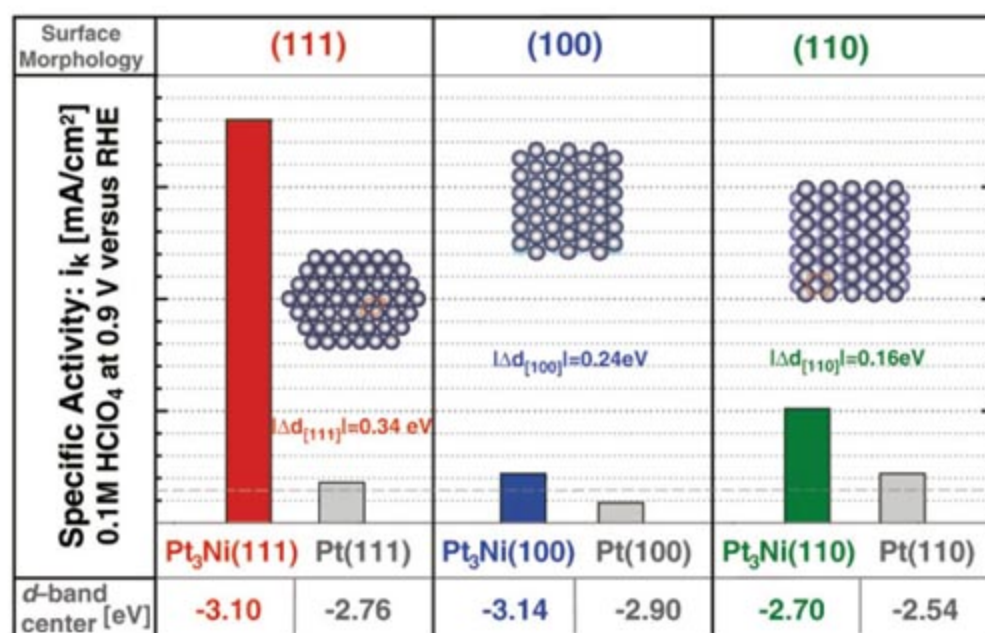 Surface
Morphology
(111)
(100)
(110)
Specific Activity: iₖ [mA/cm²]
0.1M HClO₄ at 0.9 V versus RHE
|Δd[111]|=0.34 eV
|Δd[100]|=0.24eV
|Δd[110]|=0.16eV
Pt₃Ni(111) Pt(111)
Pt₃Ni(100) Pt(100)
Pt₃Ni(110) Pt(110)
d-band
center [eV]
-3.10 -2.76 -3.14 -2.90 -2.70 -2.54